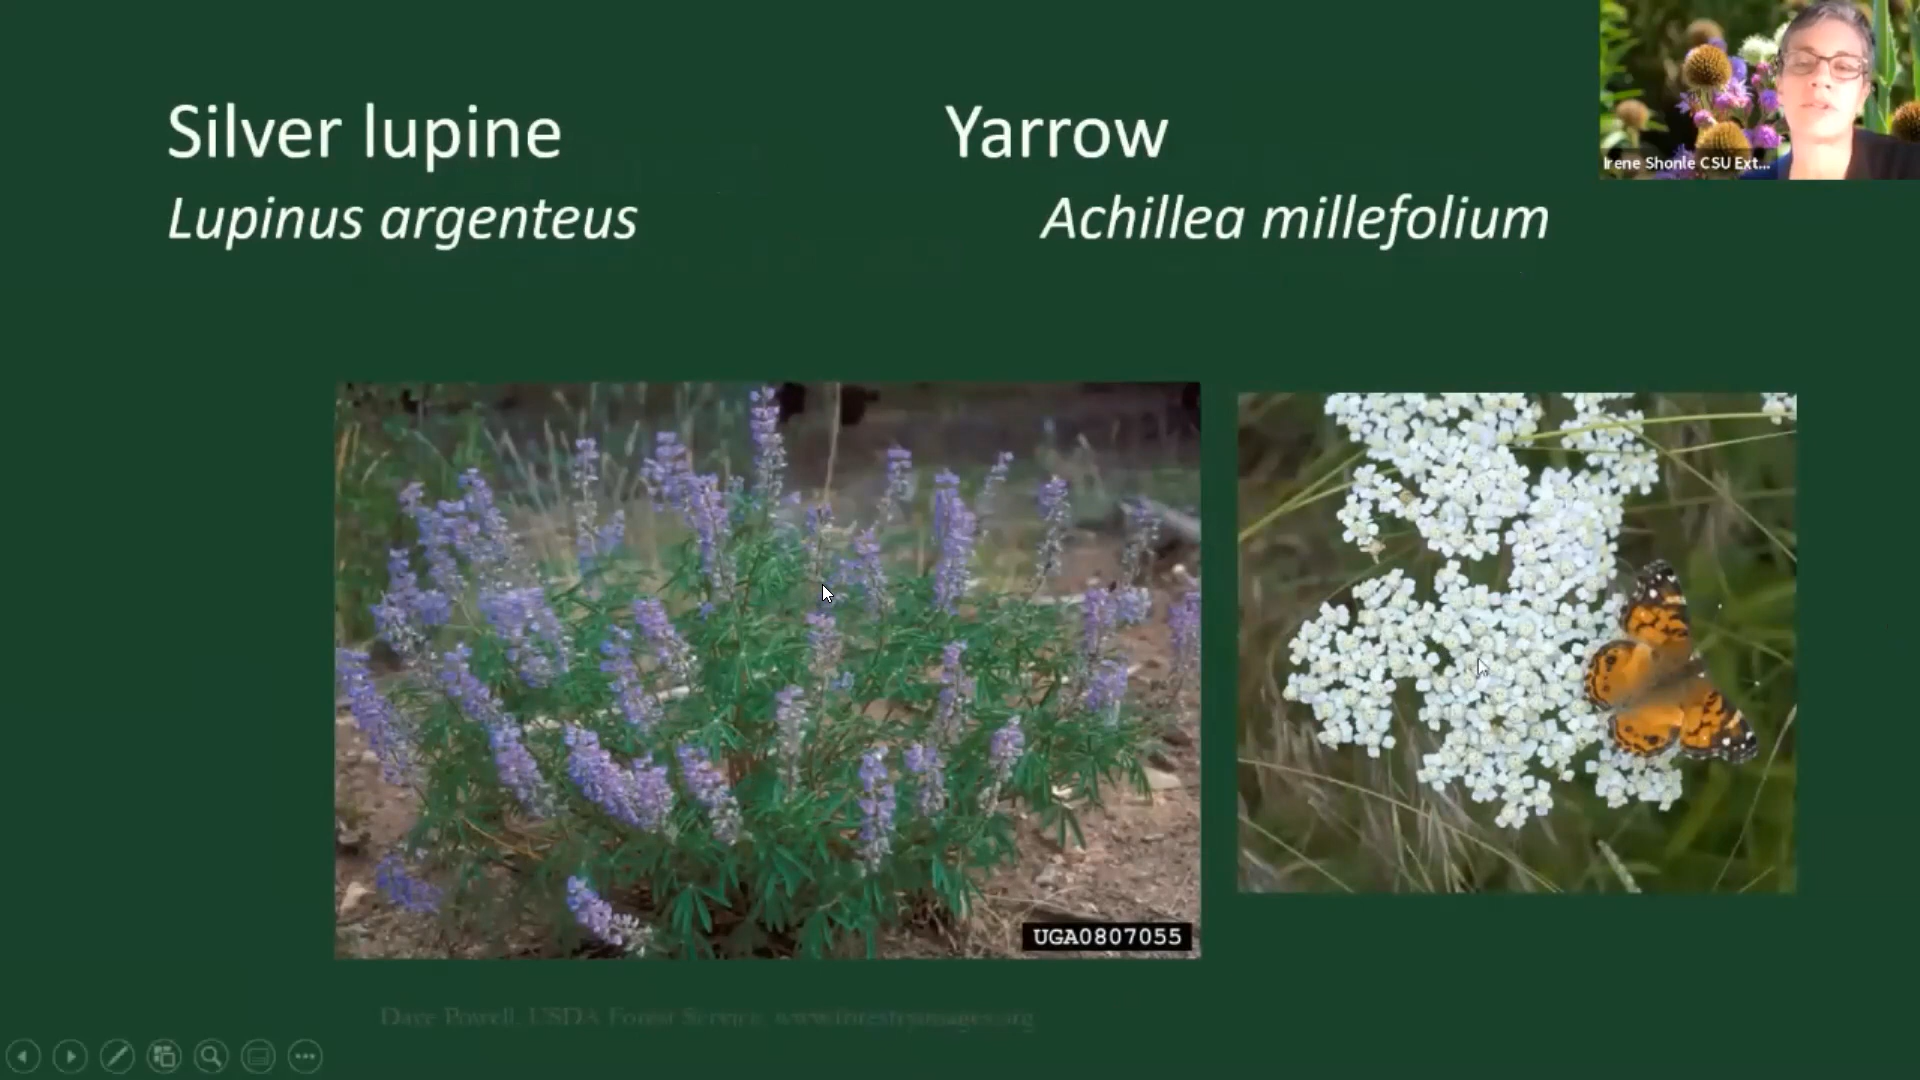 Silver lupine
Yarrow
Lupinus argenteus
Achillea millefolium
Irene Shonle CSU Ext...
UGA0807055
Dave Powell, USDA Forest Service, www.forestryimages.org